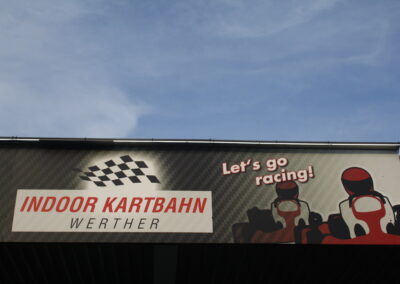 Let's go
racing!
INDOOR KARTBAHN
WERTHER